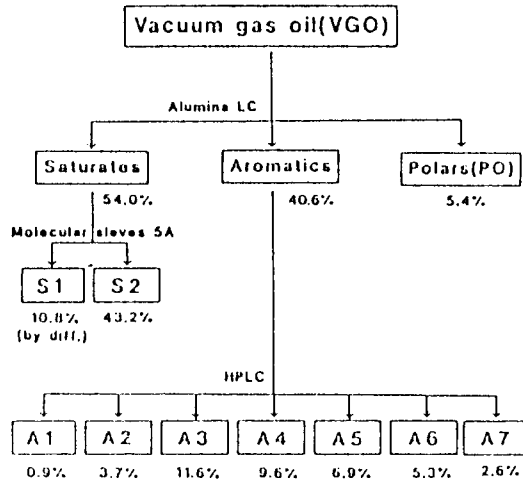 Vacuum gas oil(VGO)
Alumina LC
Saturates Aromatics Polars(PO)
54.0% 40.6% 5.4%
Molecular sieves 5A
S1 S2
10.8% 43.2%
(by diff.)
HPLC
A1 A2 A3 A4 A5 A6 A7
0.9% 3.7% 11.6% 9.6% 6.9% 5.3% 2.6%